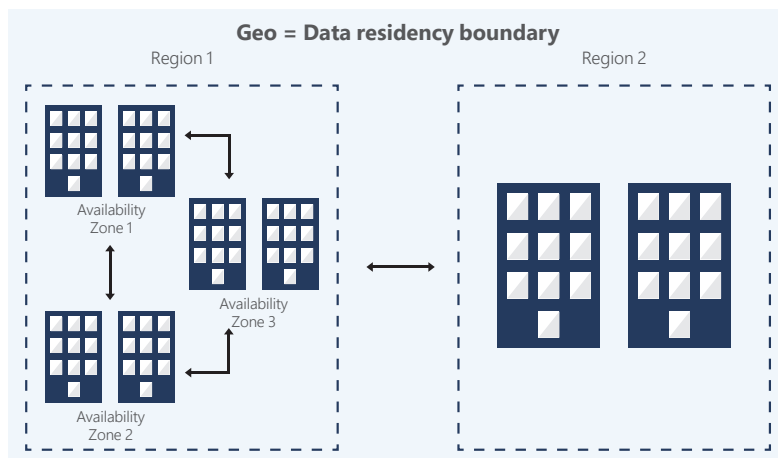 Geo = Data residency boundary
Region 1
Region 2
Availability
Zone 1
Availability
Zone 3
Availability
Zone 2